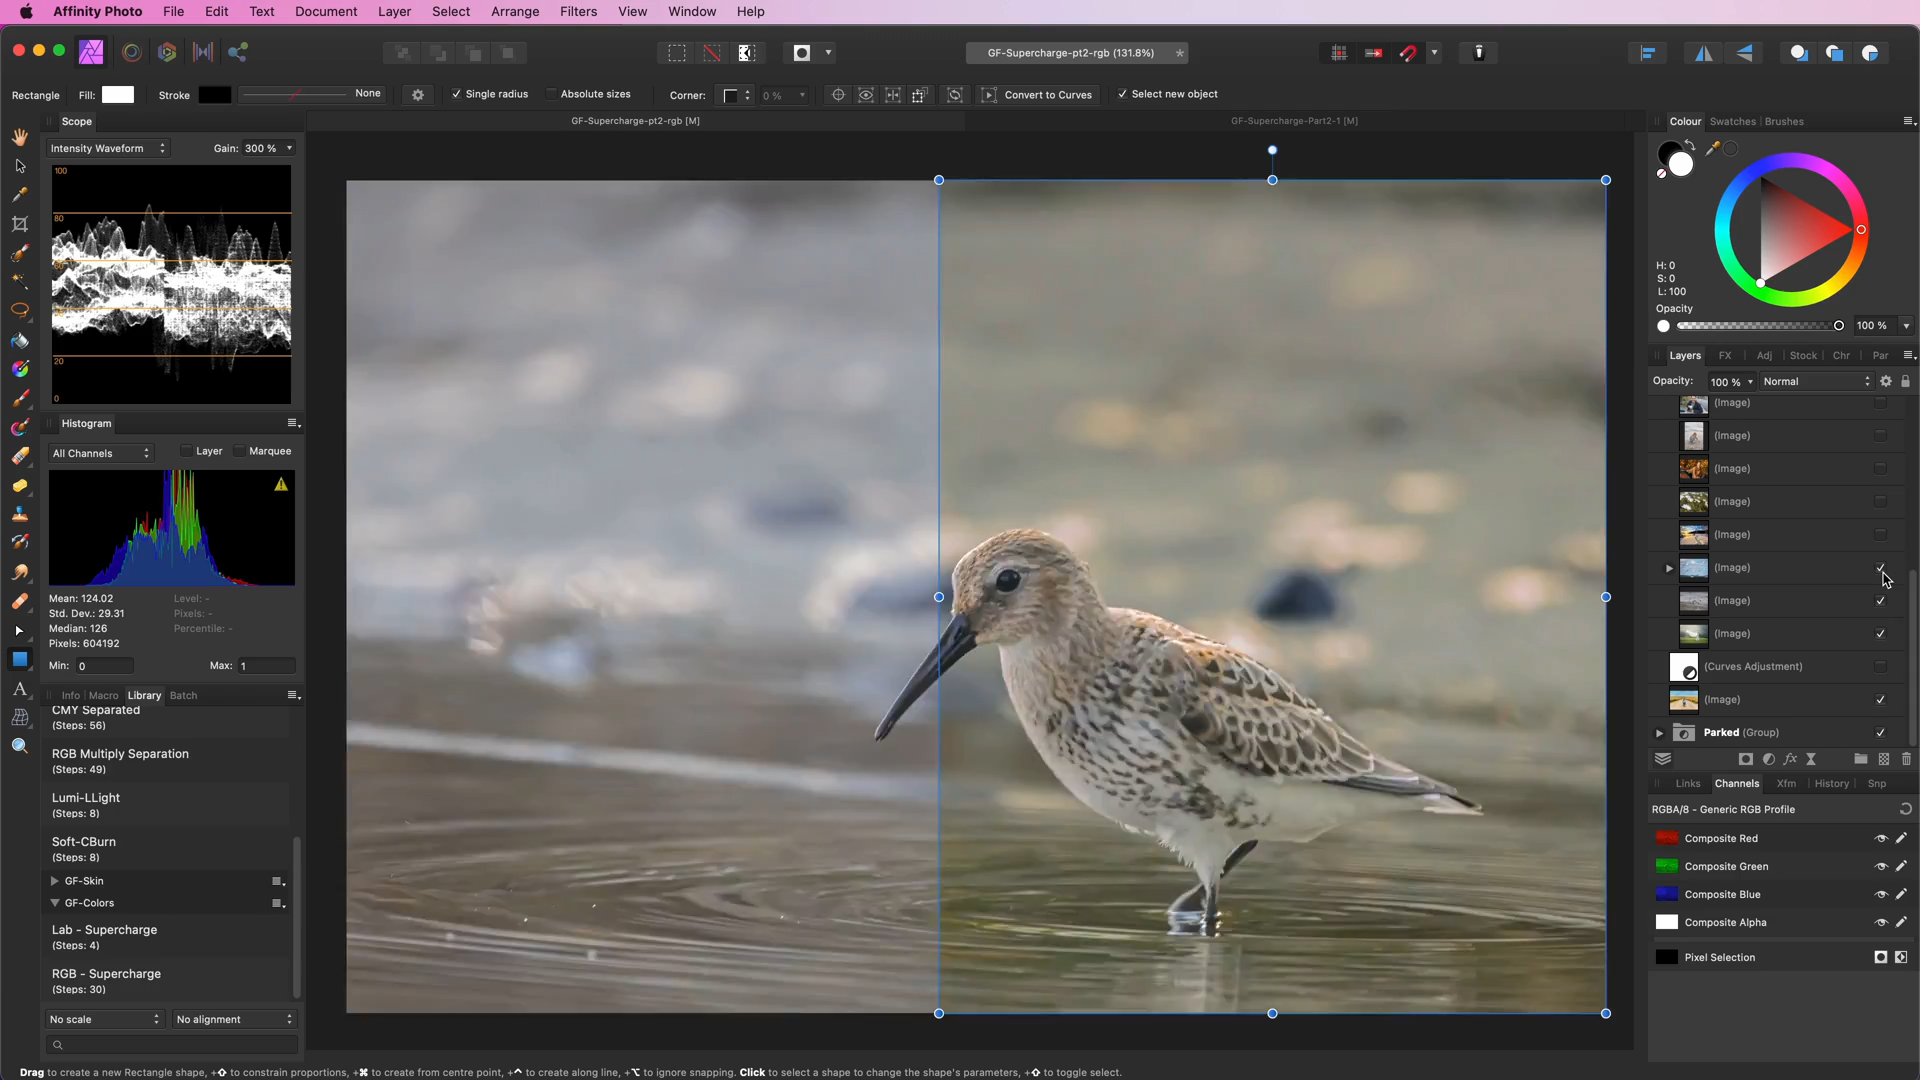 Affinity Photo File Edit Text Document Layer Select Arrange Filters View Window Help
GF-Supercharge-pt2-rgb (131.8%) *
Rectangle Fill: Stroke None Single radius Absolute sizes Corner: 0 % Convert to Curves Select new object
Scope
GF-Supercharge-pt2-rgb [M]
GF-Supercharge-Part2-1 [M]
Colour Swatches Brushes
Intensity Waveform Gain: 300 %
100
80
60
20
0
H: 0
S: 0
L: 100
Opacity
100 %
Layers FX Adj Stock Chr Par
Opacity: 100 % Normal
(Image)
(Image)
(Image)
(Image)
(Image)
(Image)
(Image)
(Image)
(Curves Adjustment)
(Image)
Parked (Group)
Histogram
All Channels Layer Marquee
Mean: 124.02 Level: -
Std. Dev.: 29.31 Pixels: -
Median: 126 Percentile: -
Pixels: 604192
Min: 0 Max: 1
Info Macro Library Batch
CMY Separated
(Steps: 56)
RGB Multiply Separation
(Steps: 49)
Lumi-LLight
(Steps: 8)
Soft-CBurn
(Steps: 8)
GF-Skin
GF-Colors
Lab - Supercharge
(Steps: 4)
RGB - Supercharge
(Steps: 30)
No scale No alignment
Links Channels Xfm History Snp
RGBA/8 - Generic RGB Profile
Composite Red
Composite Green
Composite Blue
Composite Alpha
Pixel Selection
Drag to create a new Rectangle shape, +⇧ to constrain proportions, +⌘ to create from centre point, +^ to create along line, +⌥ to ignore snapping. Click to select a shape to change the shape's parameters, +⇧ to toggle select.